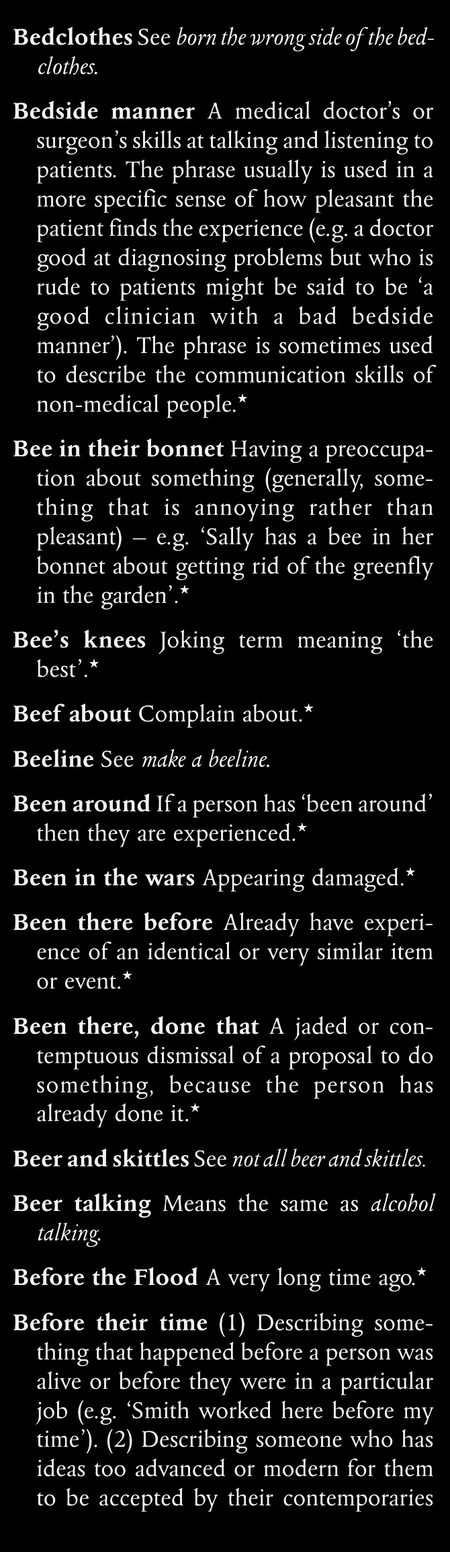 Bedclothes See born the wrong side of the bed-
clothes.
Bedside manner A medical doctor's or
surgeon's skills at talking and listening to
patients. The phrase usually is used in a
more specific sense of how pleasant the
patient finds the experience (e.g. a doctor
good at diagnosing problems but who is
rude to patients might be said to be ‘a
good clinician with a bad bedside
manner’). The phrase is sometimes used
to describe the communication skills of
non-medical people.★
Bee in their bonnet Having a preoccupa-
tion about something (generally, some-
thing that is annoying rather than
pleasant) – e.g. ‘Sally has a bee in her
bonnet about getting rid of the greenfly
in the garden’.★
Bee’s knees Joking term meaning ‘the
best’.★
Beef about Complain about.★
Beeline See make a beeline.
Been around If a person has ‘been around’
then they are experienced.★
Been in the wars Appearing damaged.★
Been there before Already have experi-
ence of an identical or very similar item
or event.★
Been there, done that A jaded or con-
temptuous dismissal of a proposal to do
something, because the person has
already done it.★
Beer and skittles See not all beer and skittles.
Beer talking Means the same as alcohol
talking.
Before the Flood A very long time ago.★
Before their time (1) Describing some-
thing that happened before a person was
alive or before they were in a particular
job (e.g. ‘Smith worked here before my
time’). (2) Describing someone who has
ideas too advanced or modern for them
to be accepted by their contemporaries